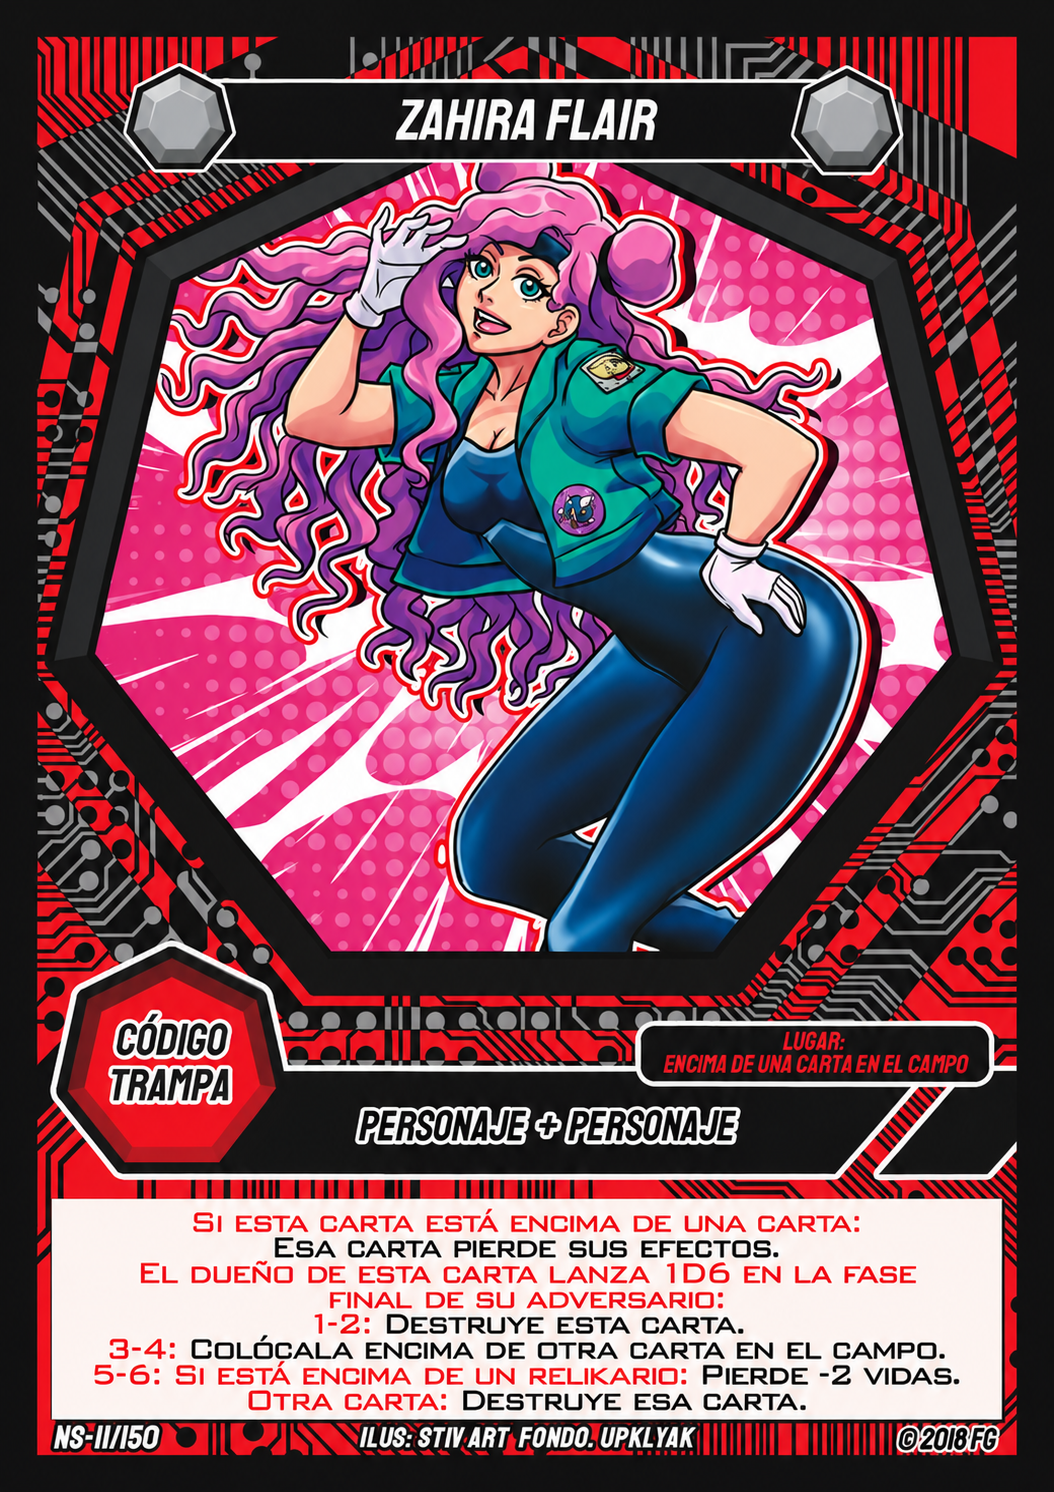 ZAHIRA FLAIR
CÓDIGO
TRAMPA
LUGAR:
ENCIMA DE UNA CARTA EN EL CAMPO
PERSONAJE + PERSONAJE
SI ESTA CARTA ESTÁ ENCIMA DE UNA CARTA:
ESA CARTA PIERDE SUS EFECTOS.
EL DUEÑO DE ESTA CARTA LANZA 1D6 EN LA FASE
FINAL DE SU ADVERSARIO:
1-2: DESTRUYE ESTA CARTA.
3-4: COLÓCALA ENCIMA DE OTRA CARTA EN EL CAMPO.
5-6: SI ESTÁ ENCIMA DE UN RELIKARIO: PIERDE -2 VIDAS.
OTRA CARTA: DESTRUYE ESA CARTA.
NS-11/150
ILUS: STIV ART FONDO. UPKLYAK
© 2018 FG